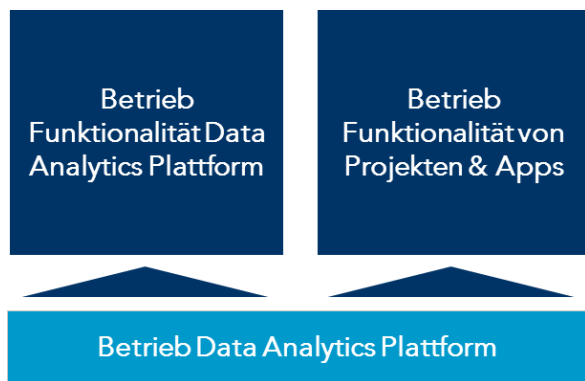 Betrieb
Funktionalität Data
Analytics Plattform
Betrieb
Funktionalität von
Projekten & Apps
Betrieb Data Analytics Plattform